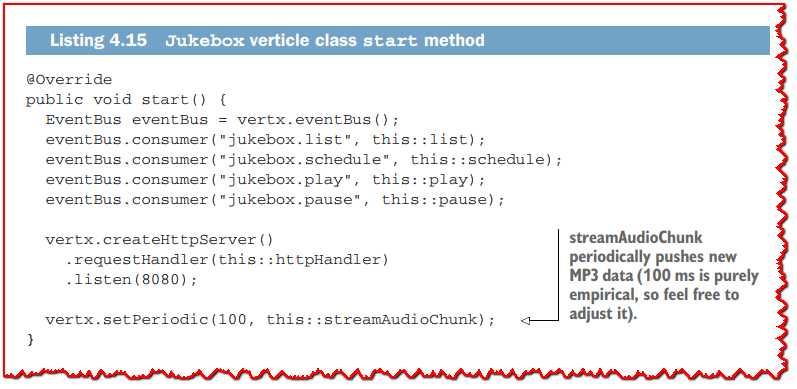 Listing 4.15 Jukebox verticle class start method
@Override
public void start() {
  EventBus eventBus = vertx.eventBus();
  eventBus.consumer("jukebox.list", this::list);
  eventBus.consumer("jukebox.schedule", this::schedule);
  eventBus.consumer("jukebox.play", this::play);
  eventBus.consumer("jukebox.pause", this::pause);

  vertx.createHttpServer()
    .requestHandler(this::httpHandler)
    .listen(8080);

  vertx.setPeriodic(100, this::streamAudioChunk);
}
streamAudioChunk
periodically pushes new
MP3 data (100 ms is purely
empirical, so feel free to
adjust it).